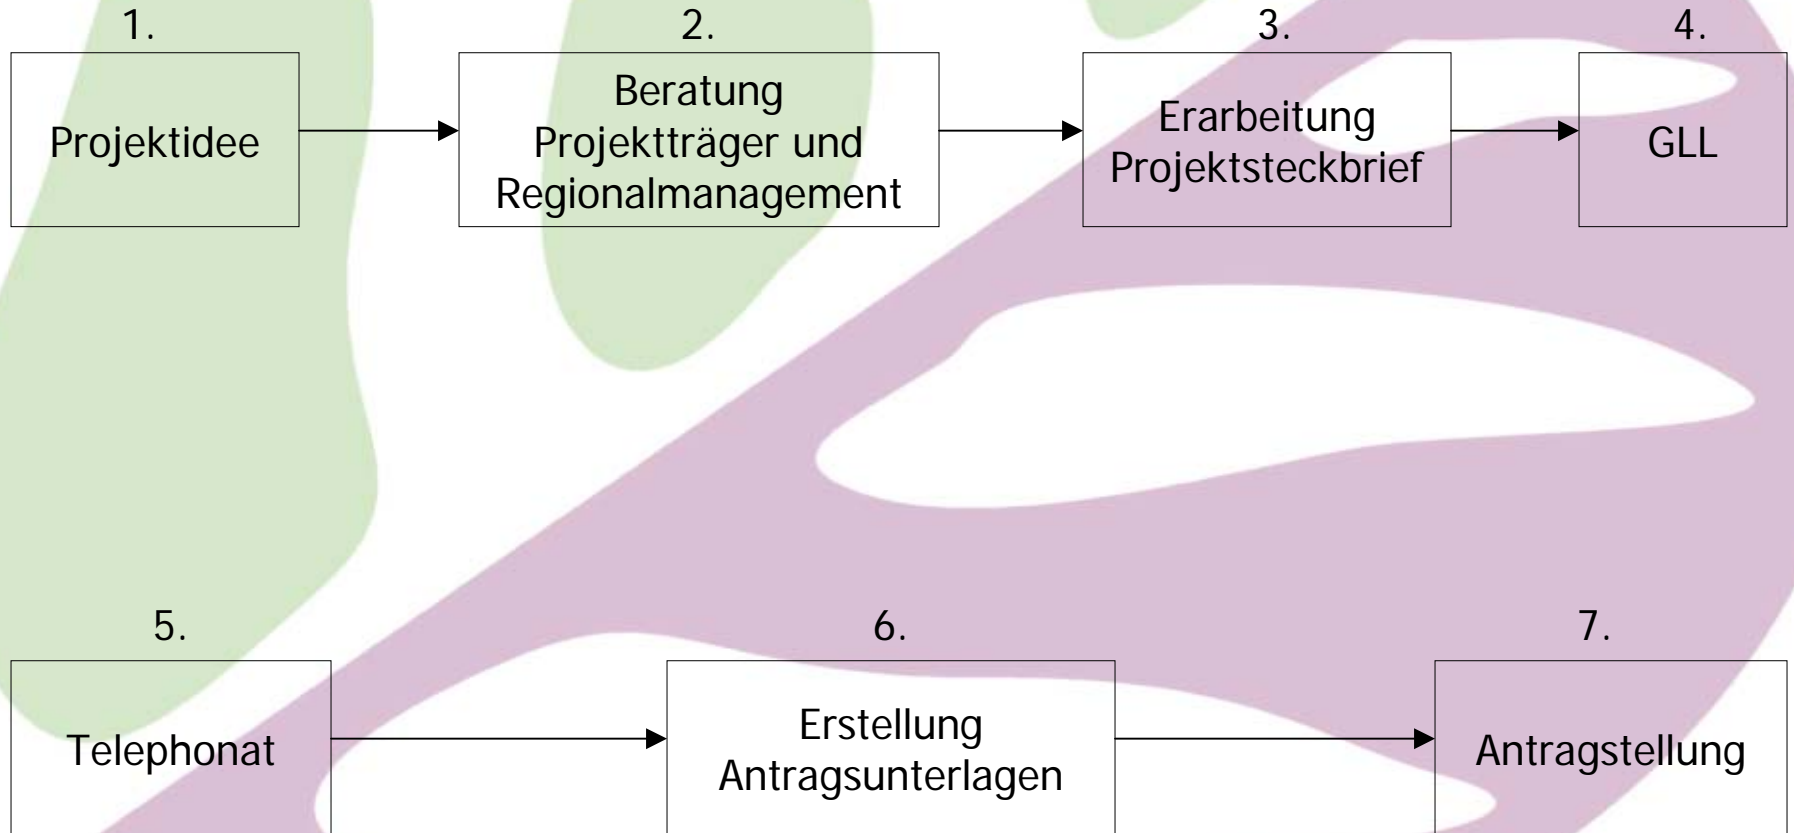 1.
Projektidee
2.
Beratung
Projektträger und
Regionalmanagement
3.
Erarbeitung
Projektsteckbrief
4.
GLL
5.
Telephonat
6.
Erstellung
Antragsunterlagen
7.
Antragstellung